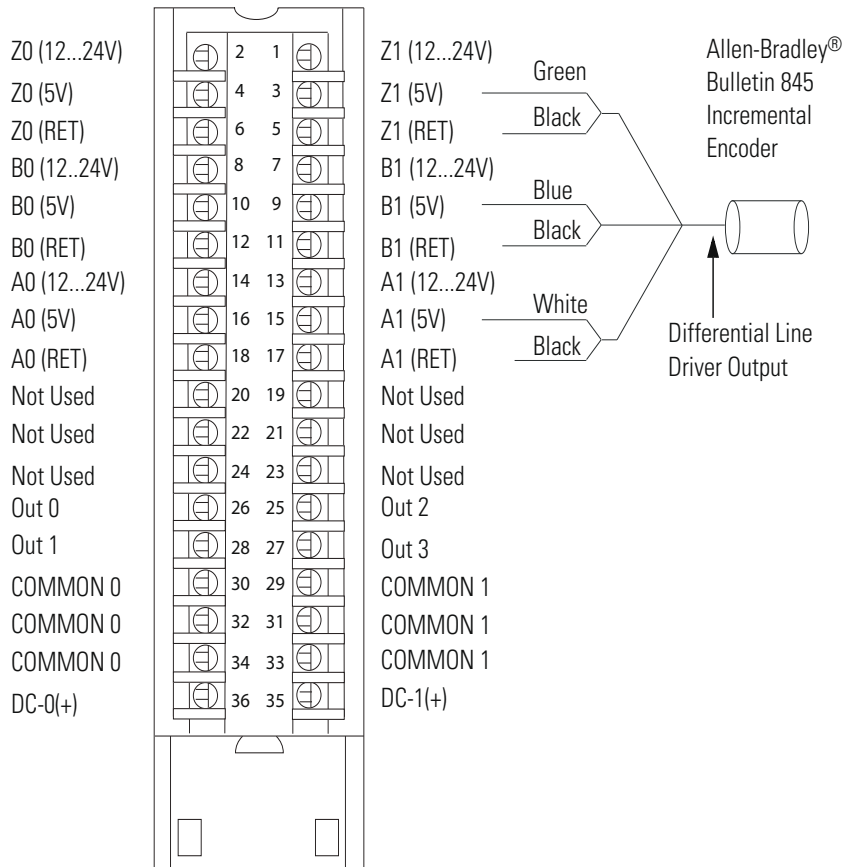 Z0 (12...24V) 2 1 Z1 (12...24V)
Z0 (5V) 4 3 Z1 (5V)
Z0 (RET) 6 5 Z1 (RET)
B0 (12...24V) 8 7 B1 (12...24V)
B0 (5V) 10 9 B1 (5V)
B0 (RET) 12 11 B1 (RET)
A0 (12...24V) 14 13 A1 (12...24V)
A0 (5V) 16 15 A1 (5V)
A0 (RET) 18 17 A1 (RET)
Not Used 20 19 Not Used
Not Used 22 21 Not Used
Not Used 24 23 Not Used
Out 0 26 25 Out 2
Out 1 28 27 Out 3
COMMON 0 30 29 COMMON 1
COMMON 0 32 31 COMMON 1
COMMON 0 34 33 COMMON 1
DC-0(+) 36 35 DC-1(+)
Green
Black
Blue
Black
White
Black
Allen-Bradley®
Bulletin 845
Incremental
Encoder
Differential Line
Driver Output